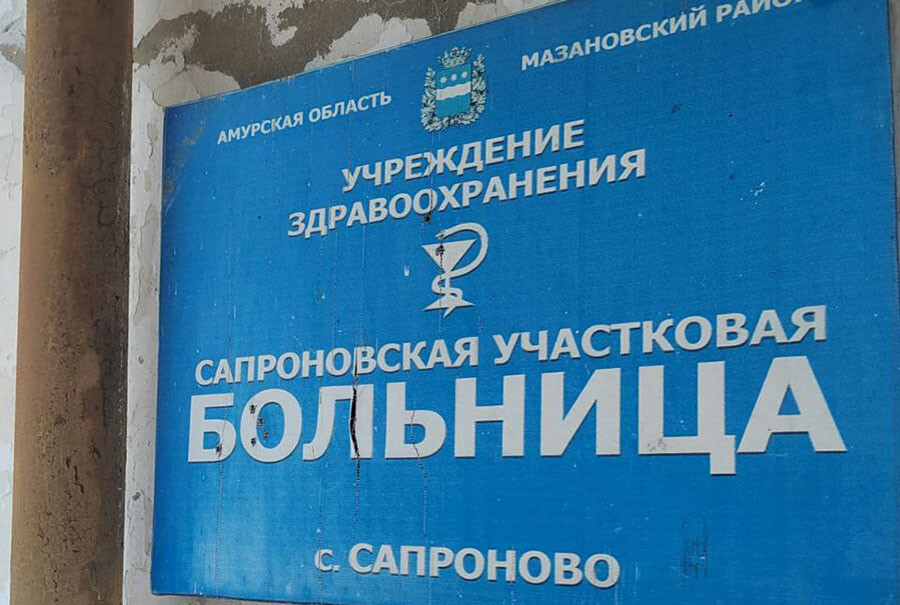 АМУРСКАЯ ОБЛАСТЬ
МАЗАНОВСКИЙ РАЙОН
УЧРЕЖДЕНИЕ
ЗДРАВООХРАНЕНИЯ
САПРОНОВСКАЯ УЧАСТКОВАЯ
БОЛЬНИЦА
с. САПРОНОВО